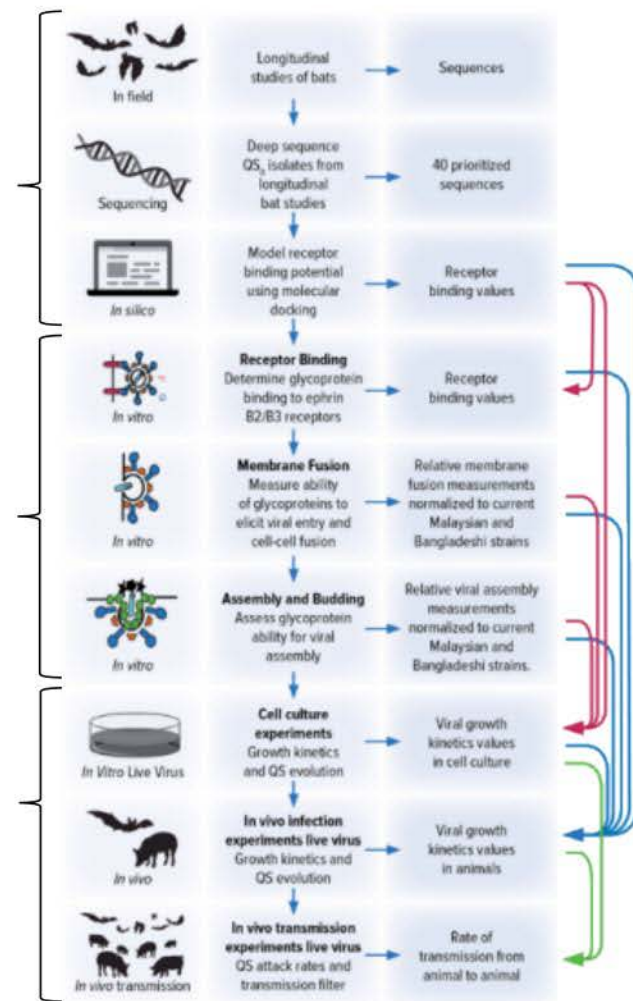 In field
Longitudinal
studies of bats
Sequences
Sequencing
Deep sequence
QS₀ isolates from
longitudinal
bat studies
40 prioritized
sequences
In silico
Model receptor
binding potential
using molecular
docking
Receptor
binding values
In vitro
Receptor Binding
Determine glycoprotein
binding to ephrin
B2/B3 receptors
Receptor
binding values
In vitro
Membrane Fusion
Measure ability
of glycoproteins to
elicit viral entry and
cell-cell fusion
Relative membrane
fusion measurements
normalized to current
Malaysian and
Bangladeshi strains
In vitro
Assembly and Budding
Assess glycoprotein
ability for viral
assembly
Relative viral assembly
measurements
normalized to current
Malaysian and
Bangladeshi strains.
In Vitro Live Virus
Cell culture
experiments
Growth kinetics
and QS evolution
Viral growth
kinetics values
in cell culture
In vivo
In vivo infection
experiments live virus
Growth kinetics and
QS evolution
Viral growth
kinetics values
in animals
In vivo transmission
In vivo transmission
experiments live virus
QS attack rates and
transmission filter
Rate of
transmission from
animal to animal